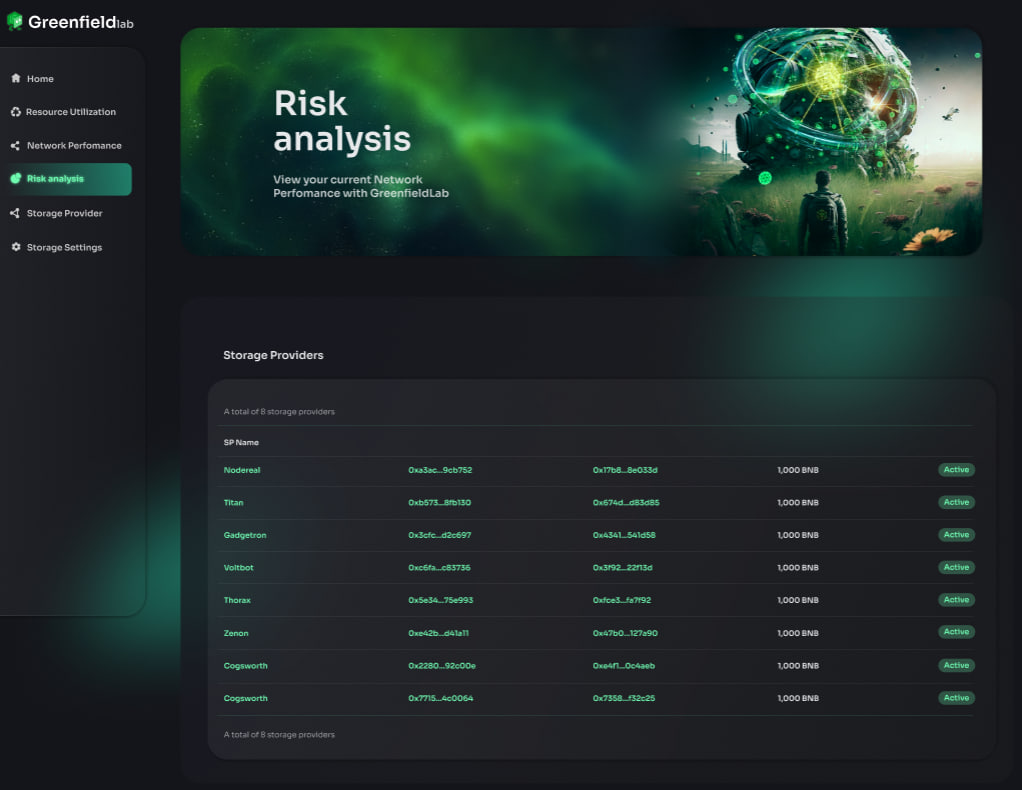 Greenfieldlab
Home
Resource Utilization
Network Perfomance
Risk analysis
Storage Provider
Storage Settings
Risk
analysis
View your current Network
Perfomance with GreenfieldLab
Storage Providers
A total of 8 storage providers
SP Name
Nodereal 0xa3ac...9cb752 0x17b8...8e033d 1,000 BNB Active
Titan 0xb573...8fb130 0x674d...d83d85 1,000 BNB Active
Gadgetron 0x3cfc...d2c697 0x4341...541d58 1,000 BNB Active
Voltbot 0xc6fa...c83736 0x3f92...22f13d 1,000 BNB Active
Thorax 0x5e34...75e993 0xfce3...fa7f92 1,000 BNB Active
Zenon 0xe42b...d41a11 0x47b0...127a90 1,000 BNB Active
Cogsworth 0x2280...92c00e 0xe4f1...0c4aeb 1,000 BNB Active
Cogsworth 0x7715...4c0064 0x7358...f32c25 1,000 BNB Active
A total of 8 storage providers